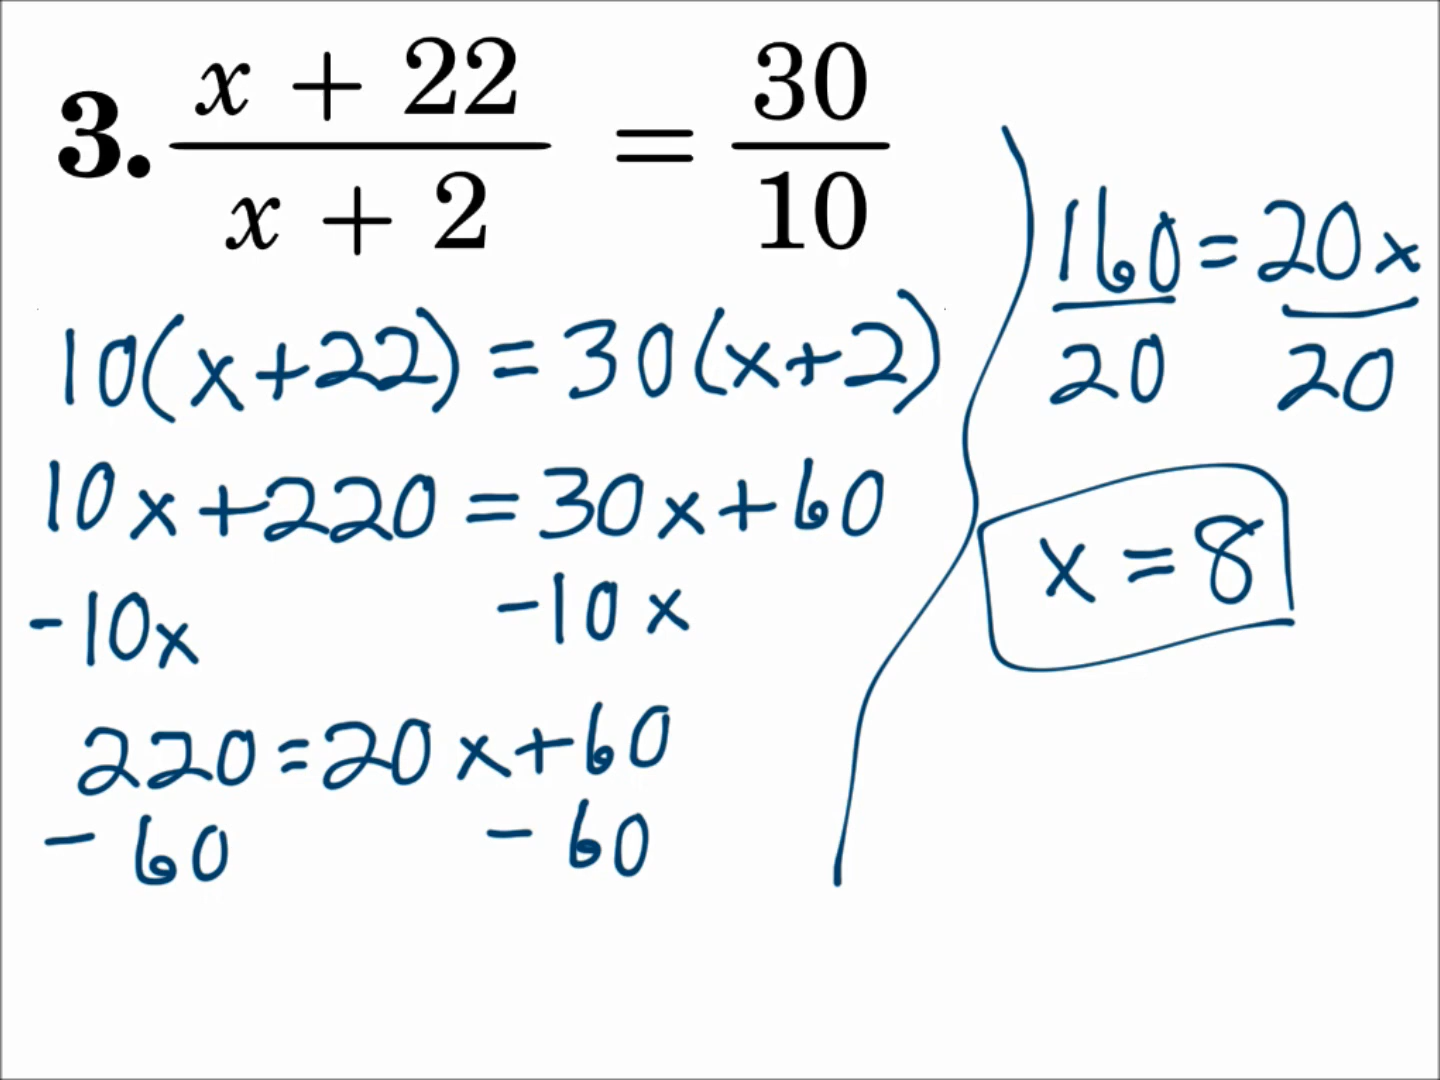 3. x + 22 / x + 2 = 30 / 10
10(x+22) = 30(x+2)
10x+220 = 30x+60
-10x -10x
220=20x+60
- 60 - 60
160 = 20x
20 20
x = 8